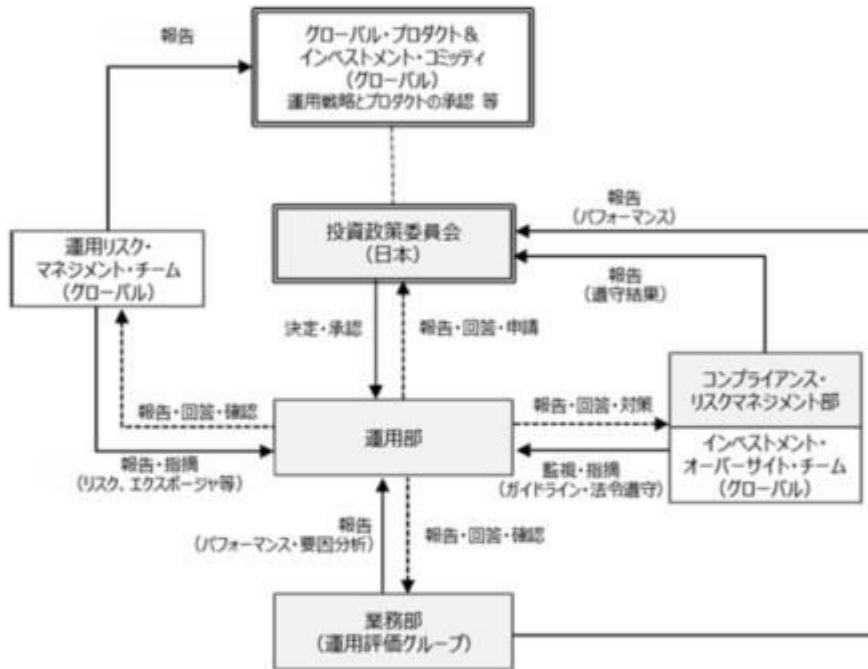 報告
グローバル・プロダクト＆
インベストメント・コミッティ
（グローバル）
運用戦略とプロダクトの承認 等
報告
（パフォーマンス）
投資政策委員会
（日本）
運用リスク・
マネジメント・チーム
（グローバル）
報告
（遵守結果）
決定・承認
報告・回答・申請
コンプライアンス・
リスクマネジメント部
報告・回答・確認
運用部
報告・回答・対策
インベストメント・
オーバーサイト・チーム
（グローバル）
報告・指摘
（リスク、エクスポージャ等）
監視・指摘
（ガイドライン・法令遵守）
報告
（パフォーマンス・要因分析）
報告・回答・確認
業務部
（運用評価グループ）